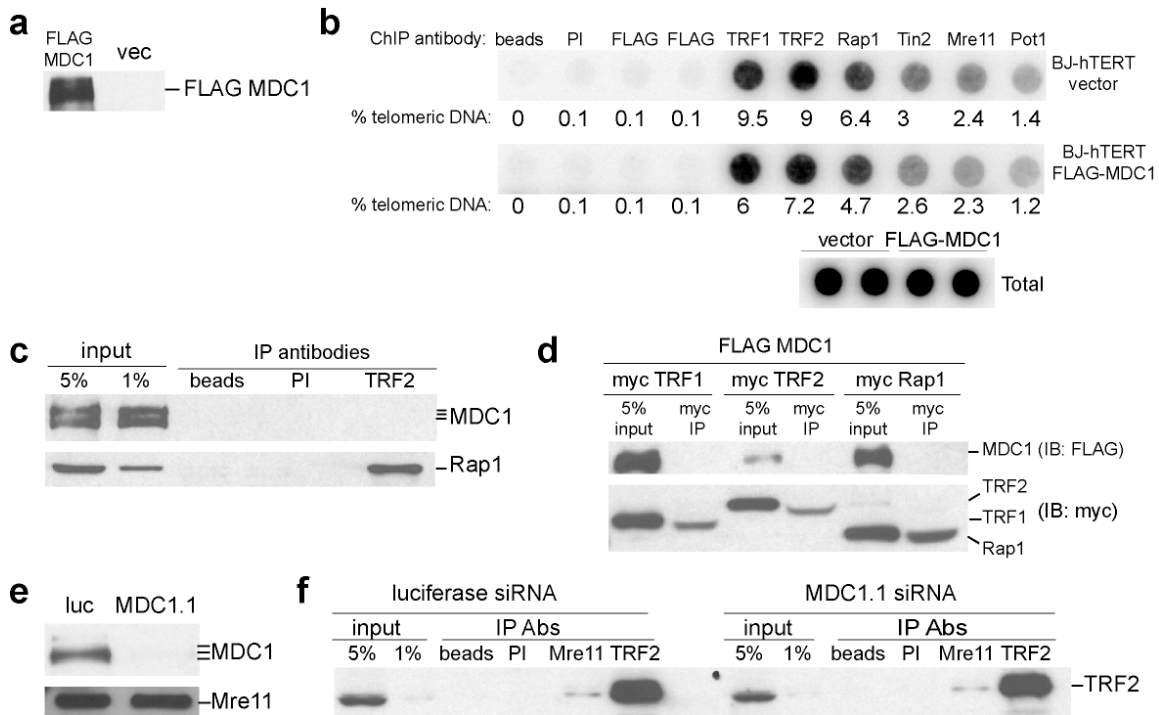 a
FLAG
MDC1
vec
FLAG MDC1
b
ChIP antibody: beads PI FLAG FLAG TRF1 TRF2 Rap1 Tin2 Mre11 Pot1
BJ-hTERT
vector
% telomeric DNA: 0 0.1 0.1 0.1 9.5 9 6.4 3 2.4 1.4
BJ-hTERT
FLAG-MDC1
% telomeric DNA: 0 0.1 0.1 0.1 6 7.2 4.7 2.6 2.3 1.2
vector FLAG-MDC1
Total
c
input IP antibodies
5% 1% beads PI TRF2
MDC1
Rap1
d
FLAG MDC1
myc TRF1 myc TRF2 myc Rap1
5% myc 5% myc 5% myc
input IP input IP input IP
MDC1 (IB: FLAG)
TRF2
TRF1 (IB: myc)
Rap1
e
luc MDC1.1
MDC1
Mre11
f
luciferase siRNA MDC1.1 siRNA
input IP Abs input IP Abs
5% 1% beads PI Mre11 TRF2 5% 1% beads PI Mre11 TRF2
TRF2